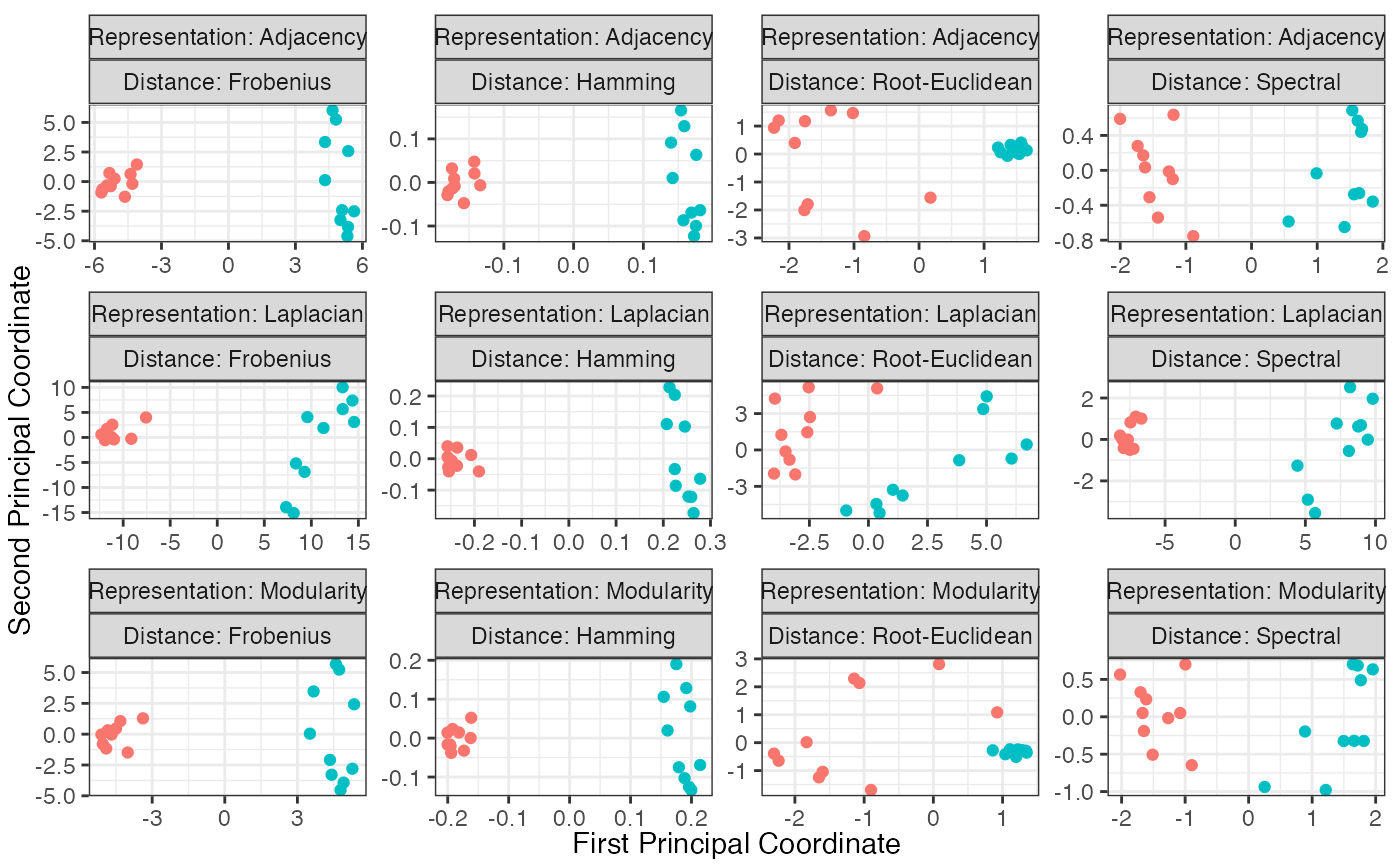 Representation: Adjacency Representation: Adjacency Representation: Adjacency Representation: Adjacency
Distance: Frobenius Distance: Hamming Distance: Root-Euclidean Distance: Spectral
5.0
2.5
0.0
-2.5
-5.0
-6 -3 0 3 6
0.1
0.0
-0.1
-0.1 0.0 0.1
1
0
-1
-2
-3
-2 -1 0 1
0.4
0.0
-0.4
-0.8
-2 -1 0 1 2
Representation: Laplacian Representation: Laplacian Representation: Laplacian Representation: Laplacian
Distance: Frobenius Distance: Hamming Distance: Root-Euclidean Distance: Spectral
10
5
0
-5
-10
-15
-10 -5 0 5 10 15
0.2
0.1
0.0
-0.1
-0.2 -0.1 0.0 0.1 0.2 0.3
3
0
-3
-2.5 0.0 2.5 5.0
2
0
-2
-5 0 5 10
Representation: Modularity Representation: Modularity Representation: Modularity Representation: Modularity
Distance: Frobenius Distance: Hamming Distance: Root-Euclidean Distance: Spectral
5.0
2.5
0.0
-2.5
-5.0
-3 0 3
0.2
0.1
0.0
-0.1
-0.2 -0.1 0.0 0.1 0.2
3
2
1
0
-1
-2 -1 0 1
0.5
0.0
-0.5
-1.0
-2 -1 0 1 2
Second Principal Coordinate
First Principal Coordinate